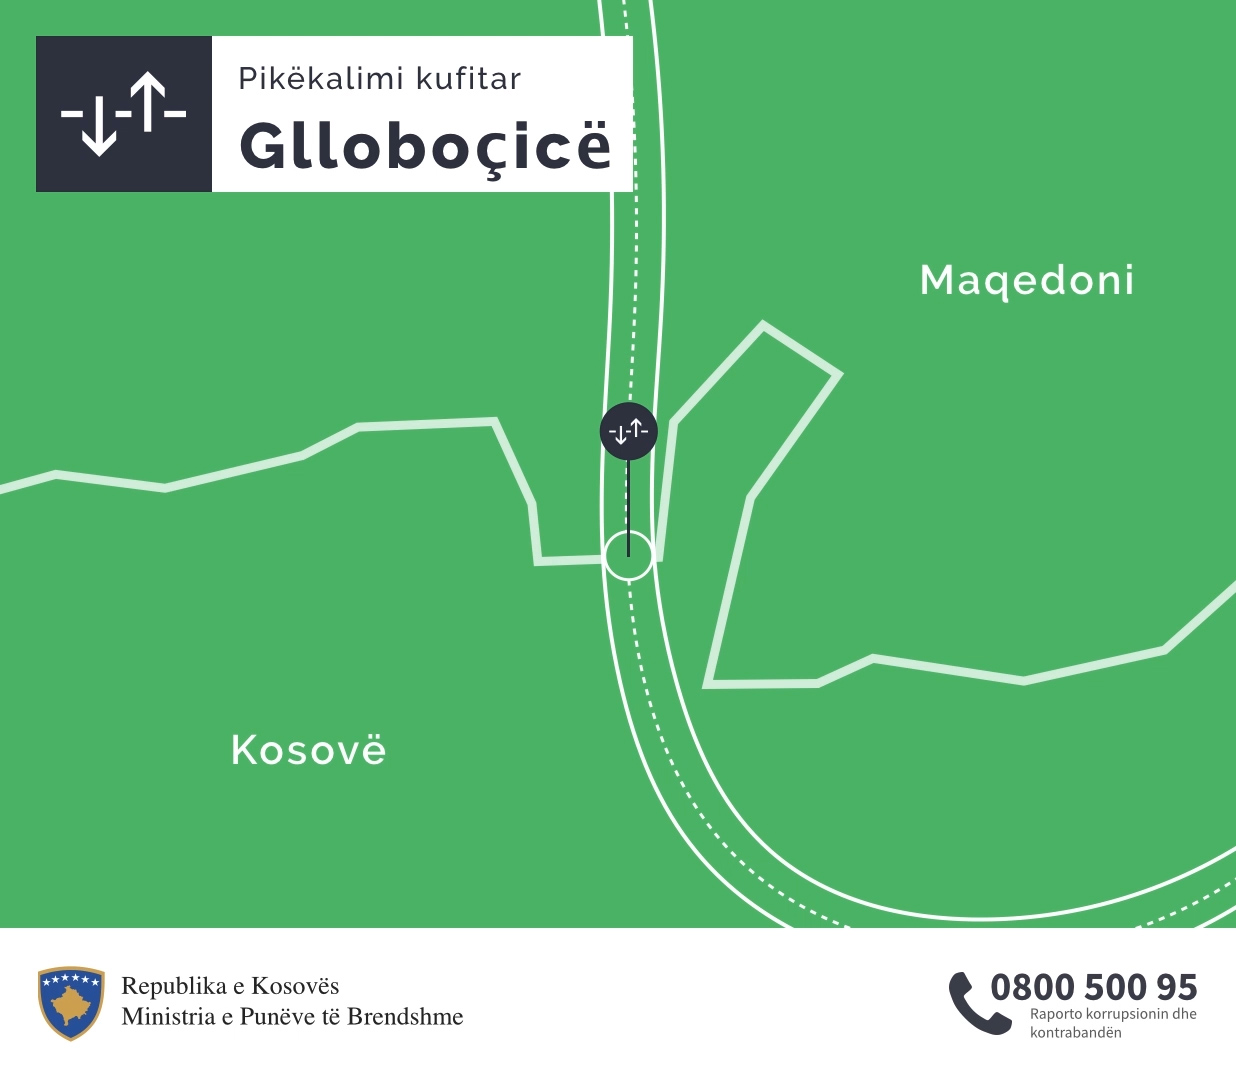 Pikëkalimi kufitar
Glloboçicë
Maqedoni
Kosovë
Republika e Kosovës
Ministria e Punëve të Brendshme
0800 500 95
Raporto korrupsionin dhe
kontrabandën